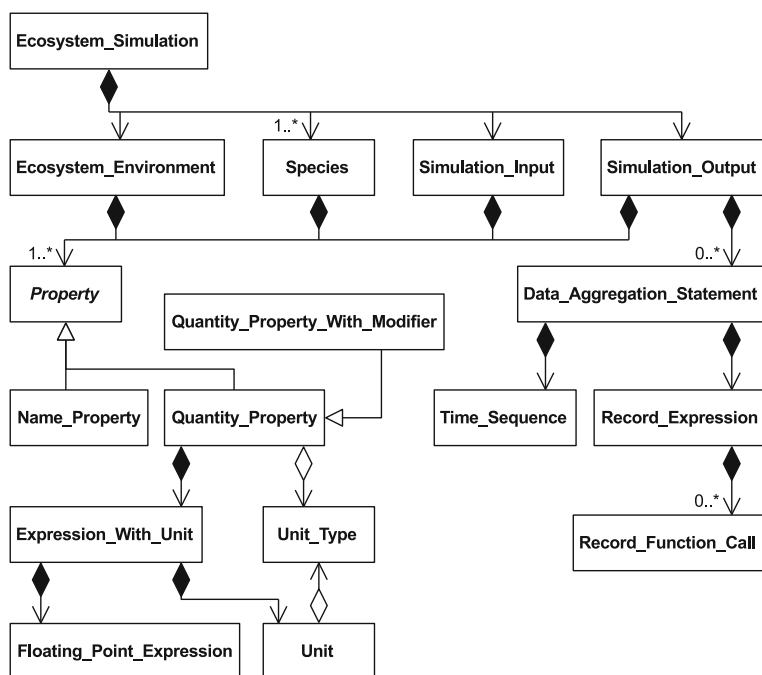 Ecosystem_Simulation
1..*
Ecosystem_Environment
Species
Simulation_Input
Simulation_Output
1..*
0..*
Property
Data_Aggregation_Statement
Quantity_Property_With_Modifier
Name_Property
Quantity_Property
Time_Sequence
Record_Expression
0..*
Expression_With_Unit
Unit_Type
Record_Function_Call
Floating_Point_Expression
Unit